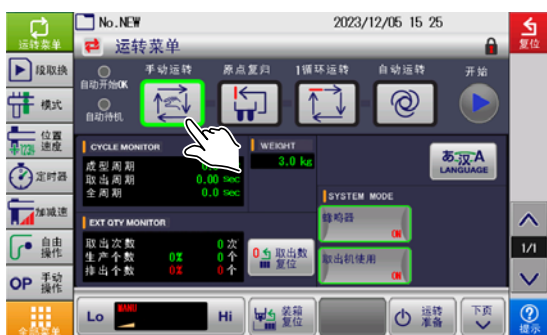 No.NEW 2023/12/05 15 25
运转菜单
运转菜单
复位
段取换
模式
位置
速度
定时器
加减速
自由
操作
OP 手动
操作
全部菜单
自动开始OK
自动待机
手动运转 原点复归 1循环运转 自动运转 开始
CYCLE MONITOR
成型周期
取出周期 0.00 sec
全周期 0.0 sec
WEIGHT
3.0 kg
あ汉A
LANGUAGE
SYSTEM MODE
蜂鸣器
ON
取出机使用
ON
EXT QTY MONITOR
取出次数 0 次
生产个数 0% 0 个
排出个数 0% 0 个
取出数
复位
Lo Hi
装箱
复位
运转
准备
下页
1/1
提示